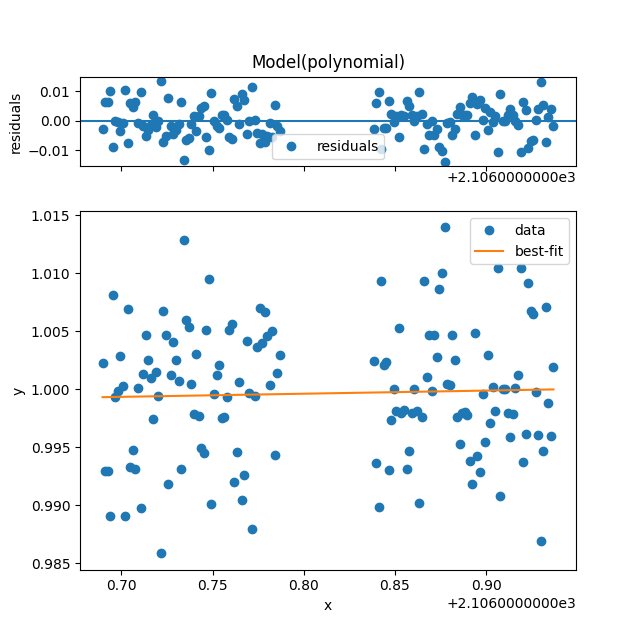 Model(polynomial)
0.01
0.00
−0.01
residuals
residuals
+2.1060000000e3
1.015
1.010
1.005
1.000
0.995
0.990
0.985
y
data
best-fit
0.70
0.75
0.80
0.85
0.90
x
+2.1060000000e3